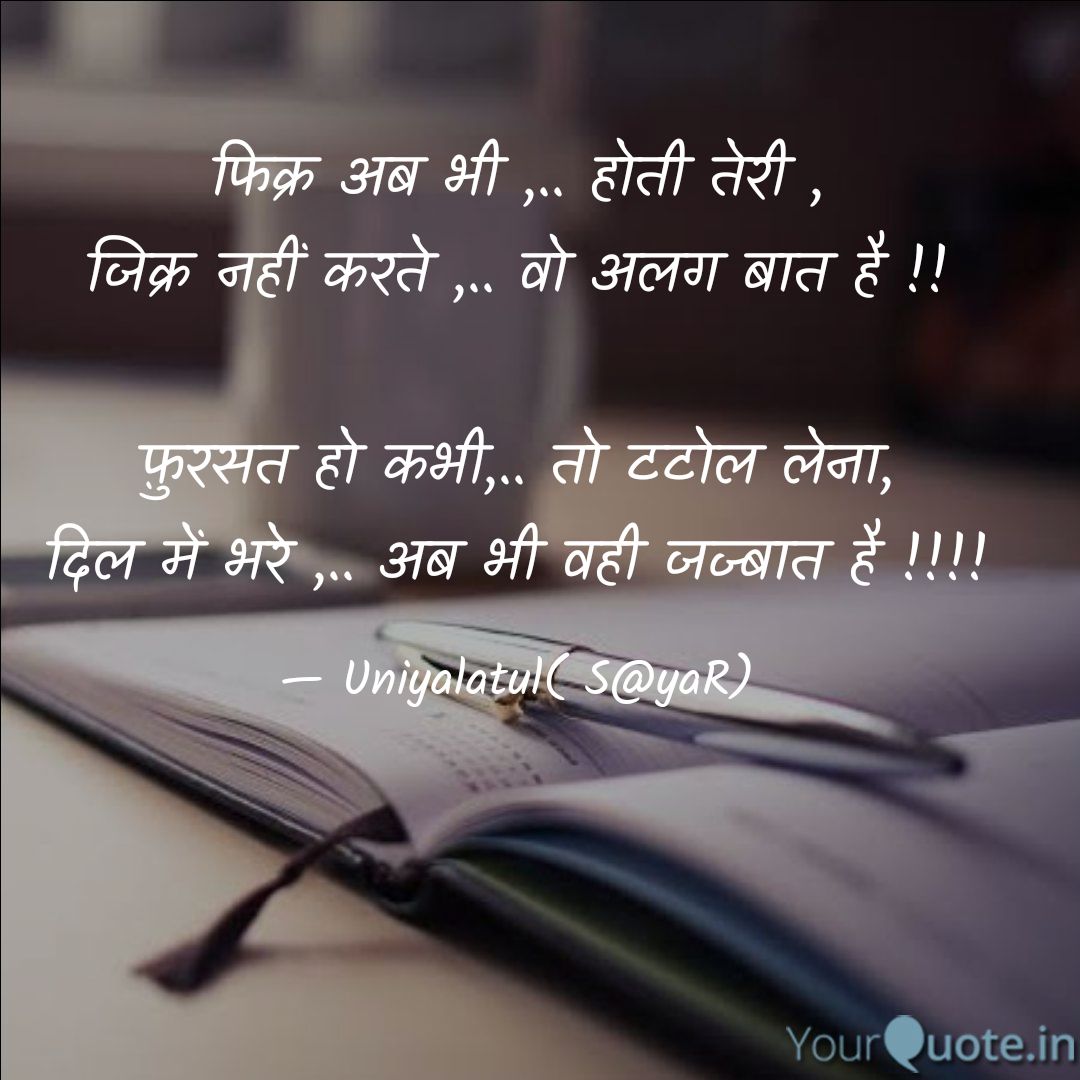 फिक्र अब भी ,.. होती तेरी ,
जिक्र नहीं करते ,.. वो अलग बात है !!
फ़ुरसत हो कभी,.. तो टटोल लेना,
दिल में भरे ,.. अब भी वही जज्बात है !!!!
— Uniyalatul( S@yaR)
YourQuote.in